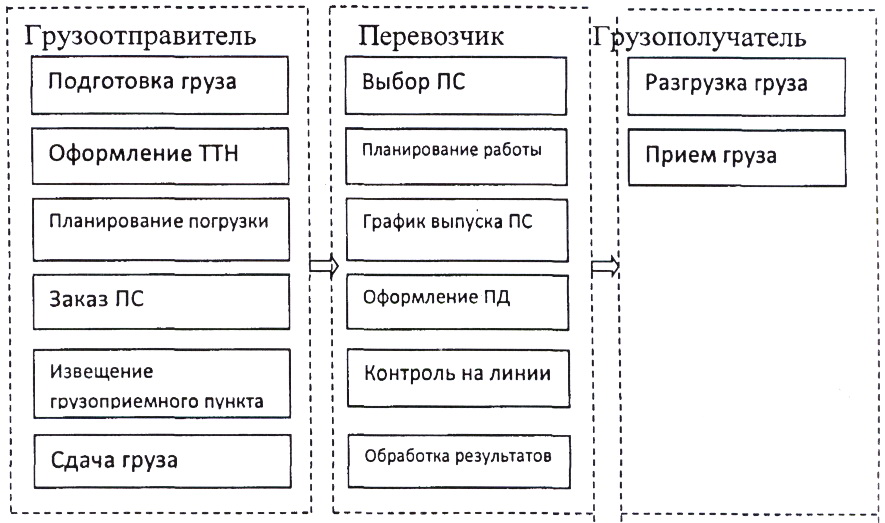 Грузоотправитель
Подготовка груза
Оформление ТТН
Планирование погрузки
Заказ ПС
Извещение
грузоприемного пункта
Сдача груза
Перевозчик
Выбор ПС
Планирование работы
График выпуска ПС
Оформление ПД
Контроль на линии
Обработка результатов
Грузополучатель
Разгрузка груза
Прием груза